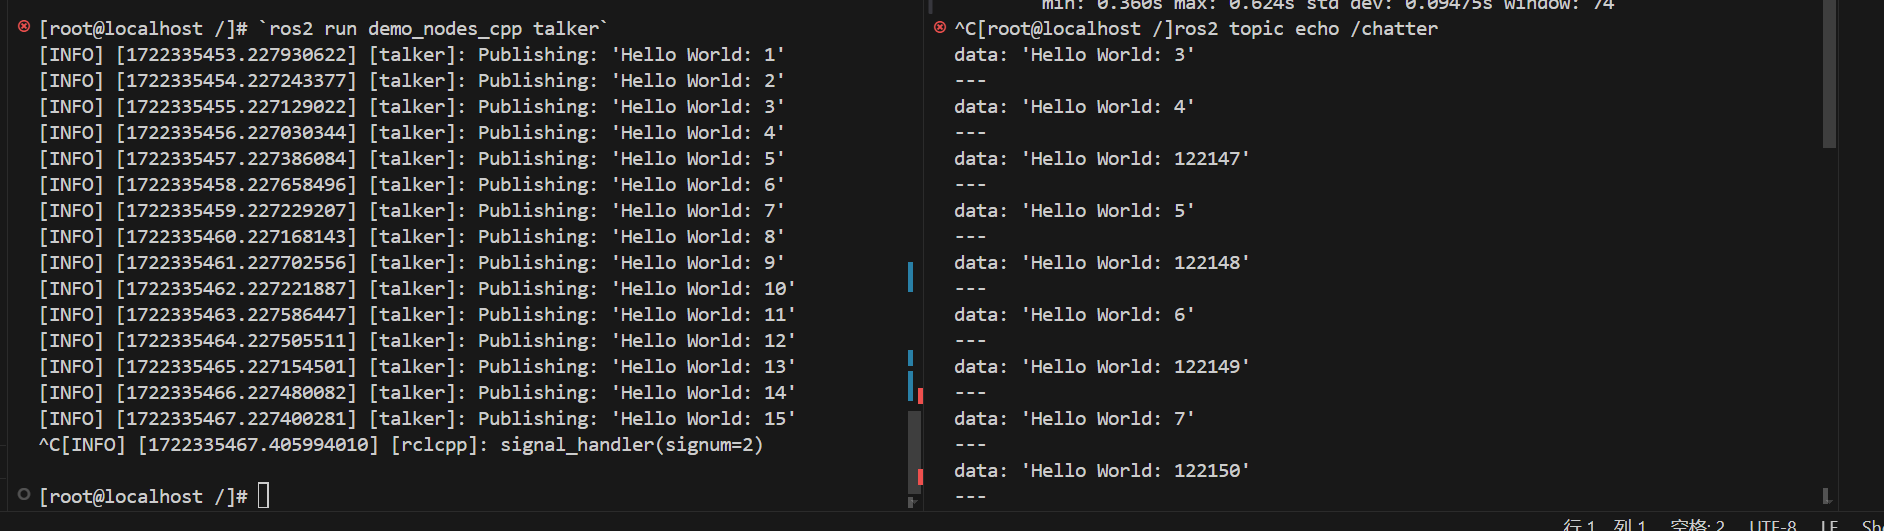 [root@localhost /]# `ros2 run demo_nodes_cpp talker`
[INFO] [1722335453.227930622] [talker]: Publishing: 'Hello World: 1'
[INFO] [1722335454.227243377] [talker]: Publishing: 'Hello World: 2'
[INFO] [1722335455.227129022] [talker]: Publishing: 'Hello World: 3'
[INFO] [1722335456.227030344] [talker]: Publishing: 'Hello World: 4'
[INFO] [1722335457.227386084] [talker]: Publishing: 'Hello World: 5'
[INFO] [1722335458.227658496] [talker]: Publishing: 'Hello World: 6'
[INFO] [1722335459.227229207] [talker]: Publishing: 'Hello World: 7'
[INFO] [1722335460.227168143] [talker]: Publishing: 'Hello World: 8'
[INFO] [1722335461.227702556] [talker]: Publishing: 'Hello World: 9'
[INFO] [1722335462.227221887] [talker]: Publishing: 'Hello World: 10'
[INFO] [1722335463.227586447] [talker]: Publishing: 'Hello World: 11'
[INFO] [1722335464.227505511] [talker]: Publishing: 'Hello World: 12'
[INFO] [1722335465.227154501] [talker]: Publishing: 'Hello World: 13'
[INFO] [1722335466.227480082] [talker]: Publishing: 'Hello World: 14'
[INFO] [1722335467.227400281] [talker]: Publishing: 'Hello World: 15'
^C[INFO] [1722335467.405994010] [rclcpp]: signal_handler(signum=2)
[root@localhost /]#
min: 0.360s max: 0.624s std dev: 0.09475s window: 74
^C[root@localhost /]ros2 topic echo /chatter
data: 'Hello World: 3'
---
data: 'Hello World: 4'
---
data: 'Hello World: 122147'
---
data: 'Hello World: 5'
---
data: 'Hello World: 122148'
---
data: 'Hello World: 6'
---
data: 'Hello World: 122149'
---
data: 'Hello World: 7'
---
data: 'Hello World: 122150'
---
行 1, 列 1 空格: 2 UTF-8 LF She